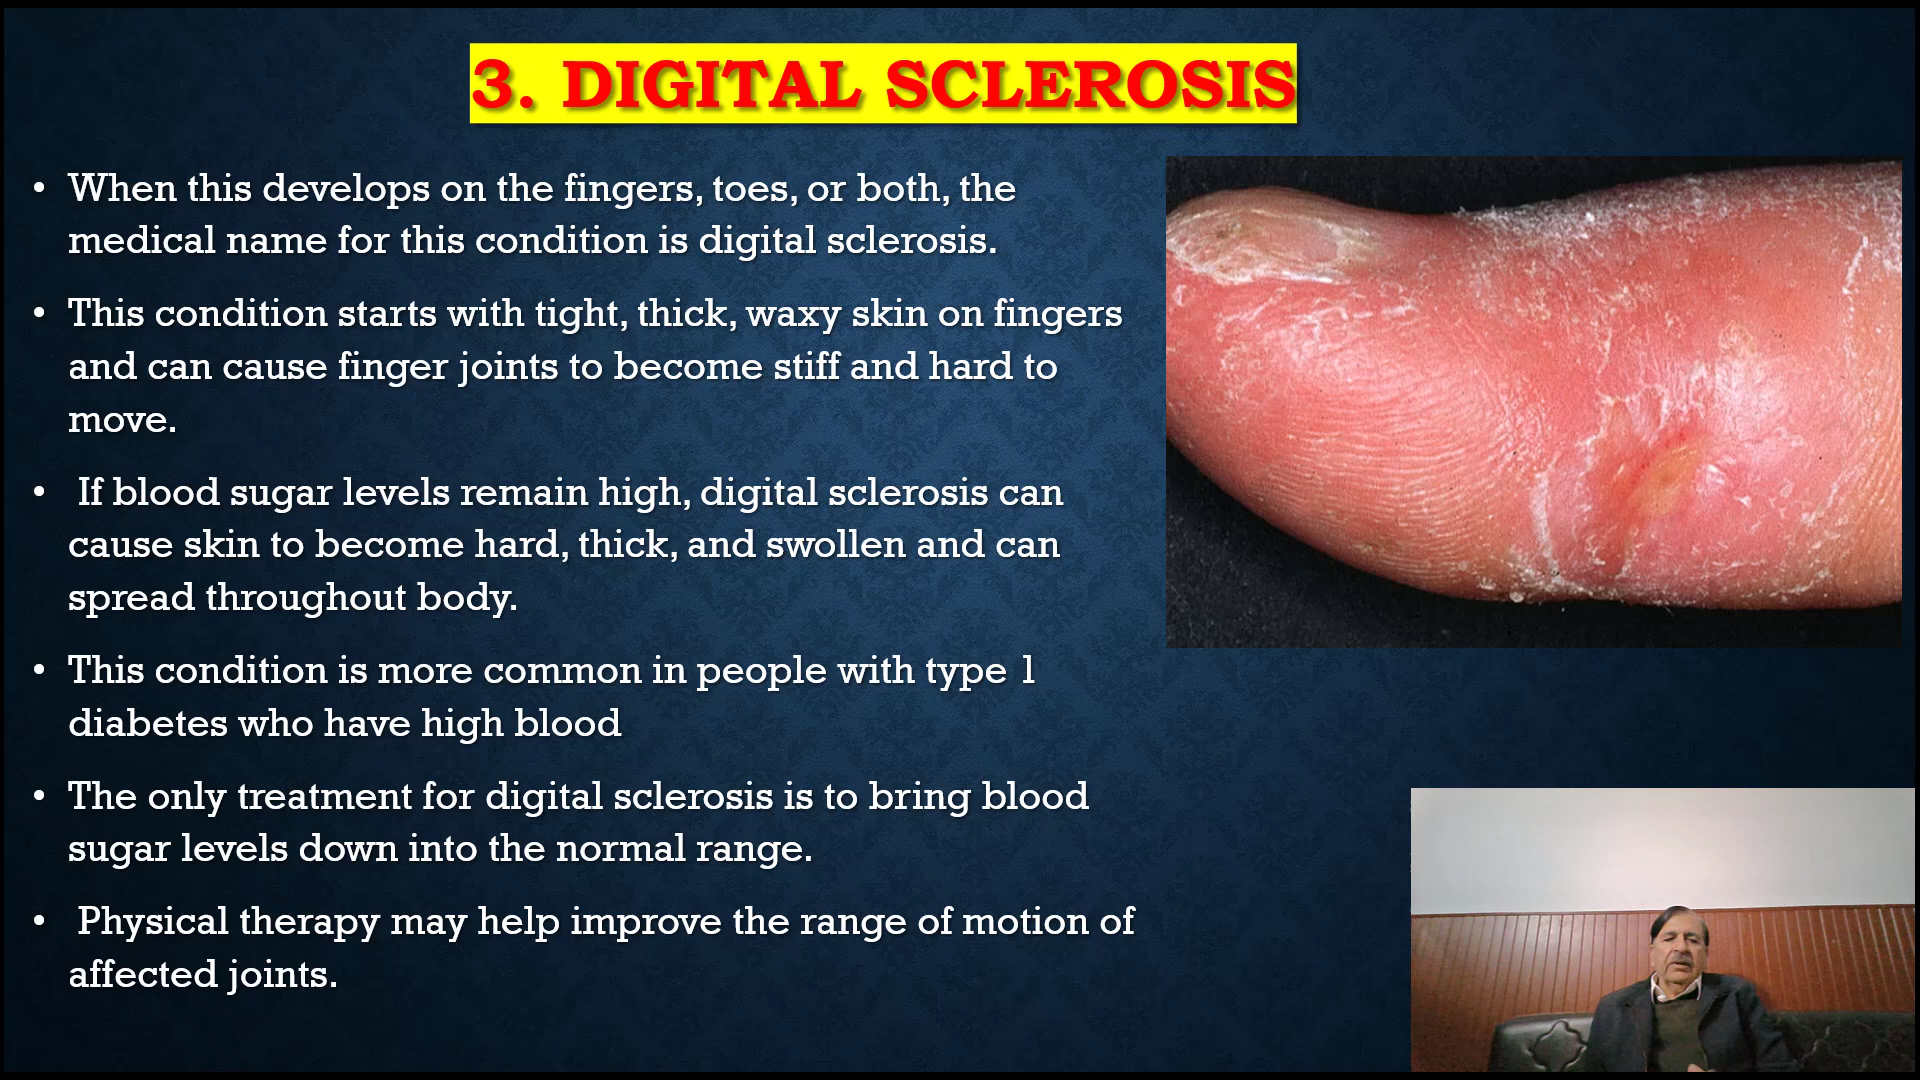 3. DIGITAL SCLEROSIS
• When this develops on the fingers, toes, or both, the
medical name for this condition is digital sclerosis.
• This condition starts with tight, thick, waxy skin on fingers
and can cause finger joints to become stiff and hard to
move.
• If blood sugar levels remain high, digital sclerosis can
cause skin to become hard, thick, and swollen and can
spread throughout body.
• This condition is more common in people with type 1
diabetes who have high blood
• The only treatment for digital sclerosis is to bring blood
sugar levels down into the normal range.
• Physical therapy may help improve the range of motion of
affected joints.